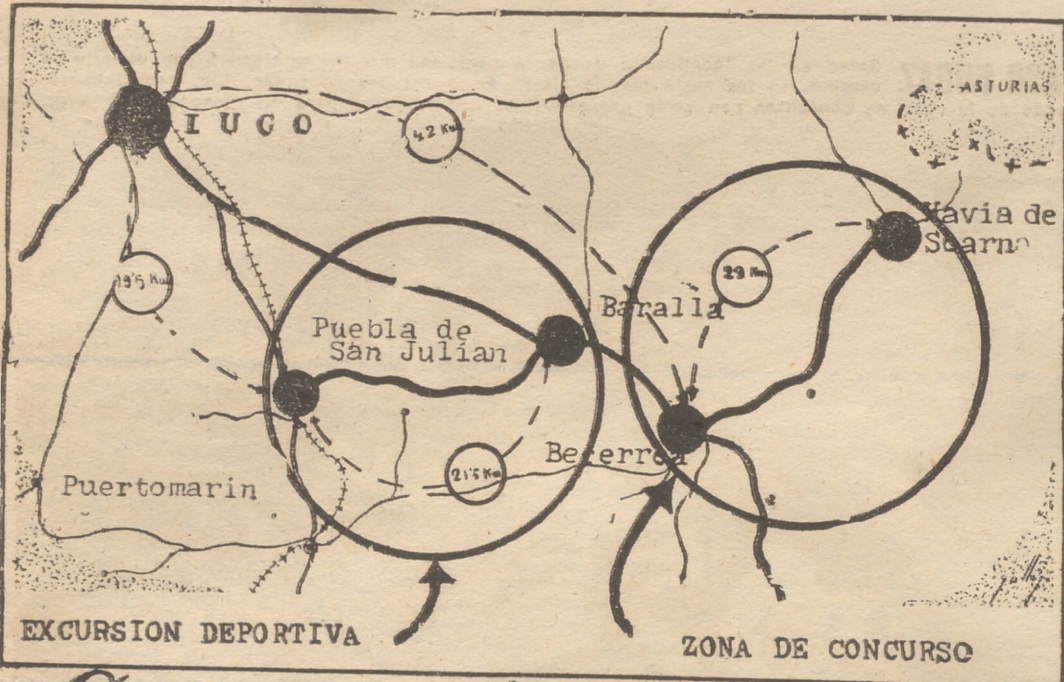 ASTURIAS
IUGO
42 Km
Navia de
Suarna
19'5 Km
29 Km
Baralla
Puebla de
San Julian
Becerrea
21'5 Km
Puertomarin
EXCURSION DEPORTIVA
ZONA DE CONCURSO